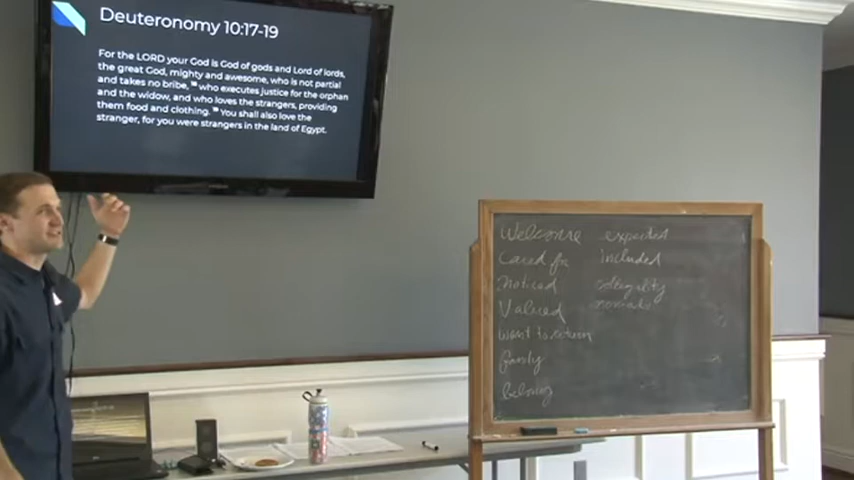 Deuteronomy 10:17-19
For the LORD your God is God of gods and Lord of lords,
the great God, mighty and awesome, who is not partial
and takes no bribe, 18 who executes justice for the orphan
and the widow, and who loves the strangers, providing
them food and clothing. 19 You shall also love the
stranger, for you were strangers in the land of Egypt.
Welcome
Cared for
Noticed
Valued
Want to return
family
belong
expected
included